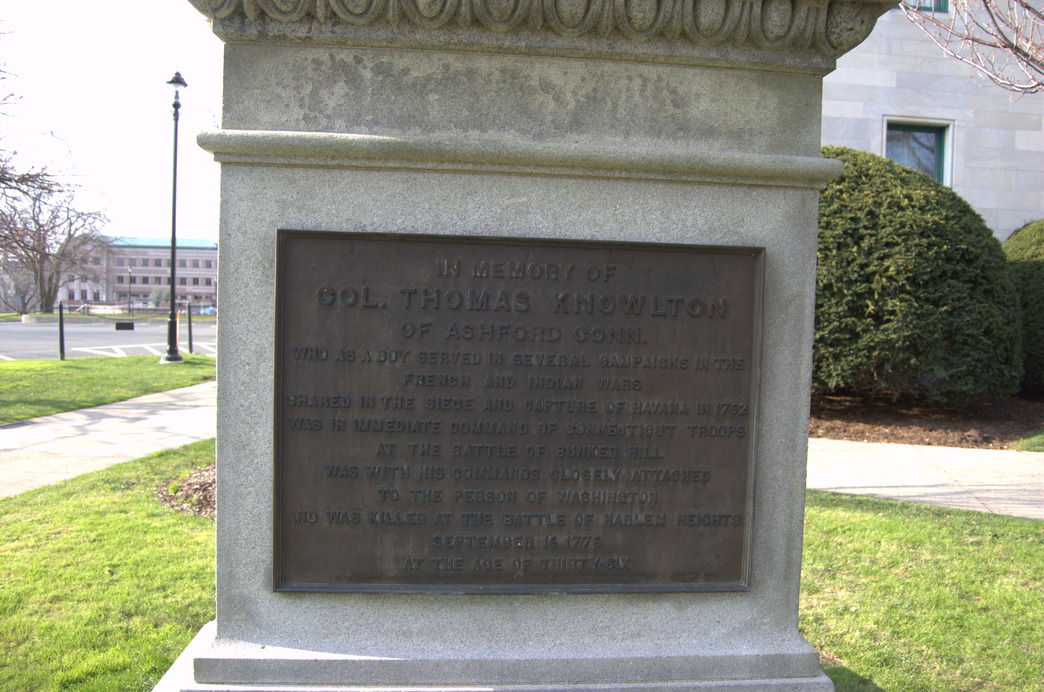 IN MEMORY OF
COL. THOMAS KNOWLTON
OF ASHFORD CONN.
WHO AS A BOY SERVED IN SEVERAL CAMPAIGNS IN THE
FRENCH AND INDIAN WARS
SHARED IN THE SIEGE AND CAPTURE OF HAVANA IN 1762
WAS IN IMMEDIATE COMMAND OF CONNECTICUT TROOPS
AT THE BATTLE OF BUNKER HILL
WAS WITH HIS COMMANDS CLOSELY ATTACHED
TO THE PERSON OF WASHINGTON
AND WAS KILLED AT THE BATTLE OF HARLEM HEIGHTS
SEPTEMBER 16 1776
AT THE AGE OF THIRTY-SIX